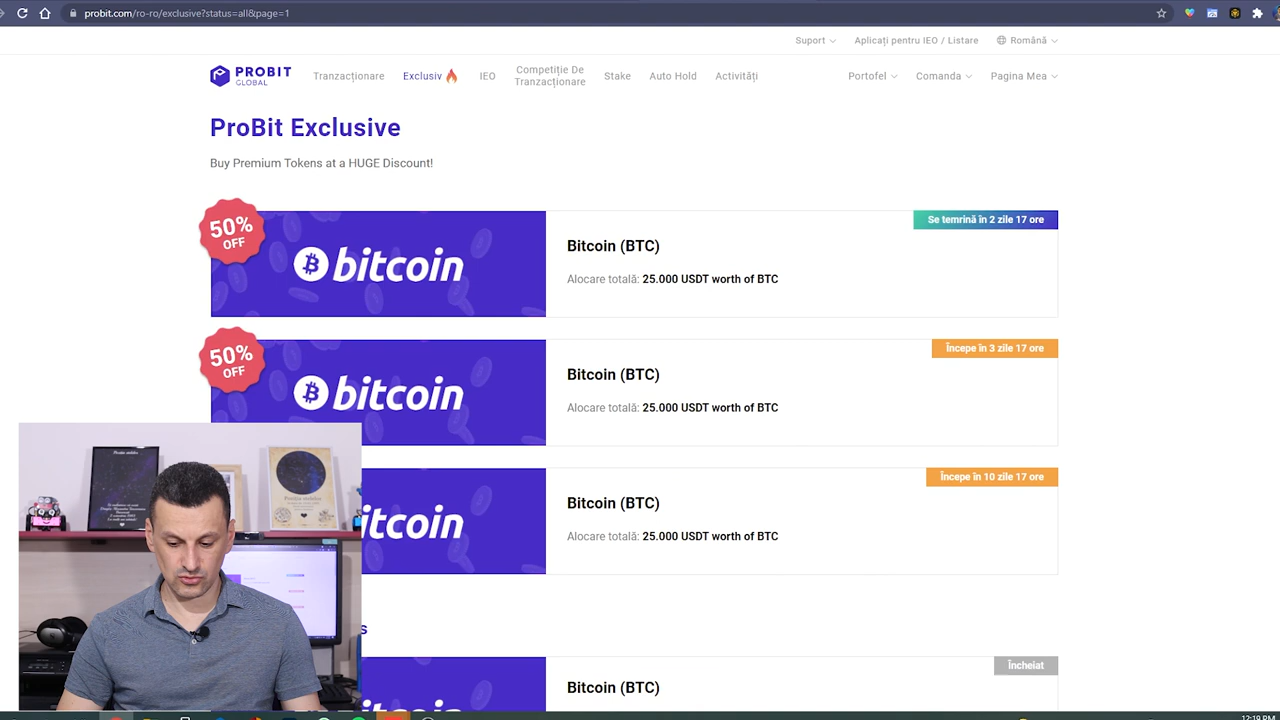 probit.com/ro-ro/exclusive?status=all&page=1
Suport
Aplicați pentru IEO / Listare
Română
PROBIT
GLOBAL
Tranzacționare
Exclusiv
IEO
Competiție De
Tranzacționare
Stake
Auto Hold
Activități
Portofel
Comanda
Pagina Mea
ProBit Exclusive
Buy Premium Tokens at a HUGE Discount!
50%
OFF
bitcoin
Se temrină în 2 zile 17 ore
Bitcoin (BTC)
Alocare totală: 25.000 USDT worth of BTC
50%
OFF
bitcoin
Începe în 3 zile 17 ore
Bitcoin (BTC)
Alocare totală: 25.000 USDT worth of BTC
itcoin
Începe în 10 zile 17 ore
Bitcoin (BTC)
Alocare totală: 25.000 USDT worth of BTC
s
Încheiat
Bitcoin (BTC)
12:19 PM